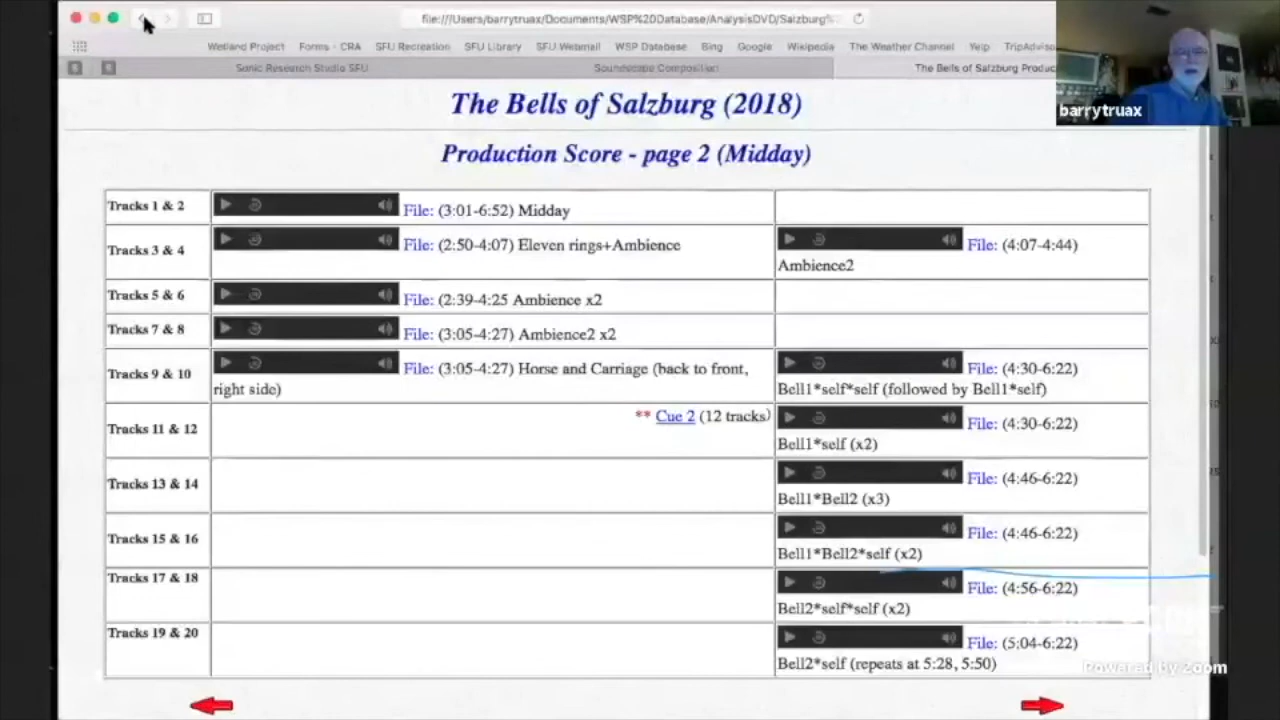 file:///Users/barrytruax/Documents/WSP%20Database/AnalysisDVD/Salzburg%
Wetland Project Forms - CRA SFU Recreation SFU Library SFU Webmail WSP Database Bing Google Wikipedia The Weather Channel Yelp TripAdviso
Sonic Research Studio SFU Soundscape Composition The Bells of Salzburg Produc
barrytruax
The Bells of Salzburg (2018)
Production Score - page 2 (Midday)
Tracks 1 & 2 File: (3:01-6:52) Midday
Tracks 3 & 4 File: (2:50-4:07) Eleven rings+Ambience File: (4:07-4:44)
Ambience2
Tracks 5 & 6 File: (2:39-4:25 Ambience x2
Tracks 7 & 8 File: (3:05-4:27) Ambience2 x2
Tracks 9 & 10 File: (3:05-4:27) Horse and Carriage (back to front,
right side)
File: (4:30-6:22)
Bell1*self*self (followed by Bell1*self)
Tracks 11 & 12 ** Cue 2 (12 tracks) File: (4:30-6:22)
Bell1*self (x2)
Tracks 13 & 14 File: (4:46-6:22)
Bell1*Bell2 (x3)
Tracks 15 & 16 File: (4:46-6:22)
Bell1*Bell2*self (x2)
Tracks 17 & 18 File: (4:56-6:22)
Bell2*self*self (x2)
Tracks 19 & 20 File: (5:04-6:22)
Bell2*self (repeats at 5:28, 5:50)
Powered by Zoom